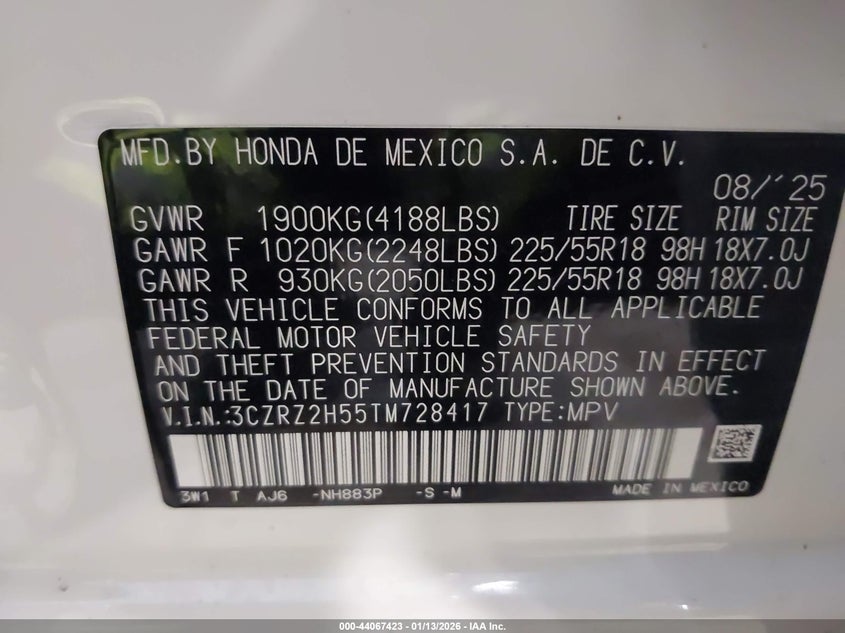 MFD.BY HONDA DE MEXICO S.A. DE C.V.
08/'25
GVWR 1900KG(4188LBS) TIRE SIZE RIM SIZE
GAWR F 1020KG(2248LBS) 225/55R18 98H 18X7.0J
GAWR R 930KG(2050LBS) 225/55R18 98H 18X7.0J
THIS VEHICLE CONFORMS TO ALL APPLICABLE
FEDERAL MOTOR VEHICLE SAFETY
AND THEFT PREVENTION STANDARDS IN EFFECT
ON THE DATE OF MANUFACTURE SHOWN ABOVE.
V.I.N.:3CZRZ2H55TM728417 TYPE:MPV
3W1 T AJ6 -NH883P -S -M MADE IN MEXICO
000-44067423 - 01/13/2026 - IAA Inc.